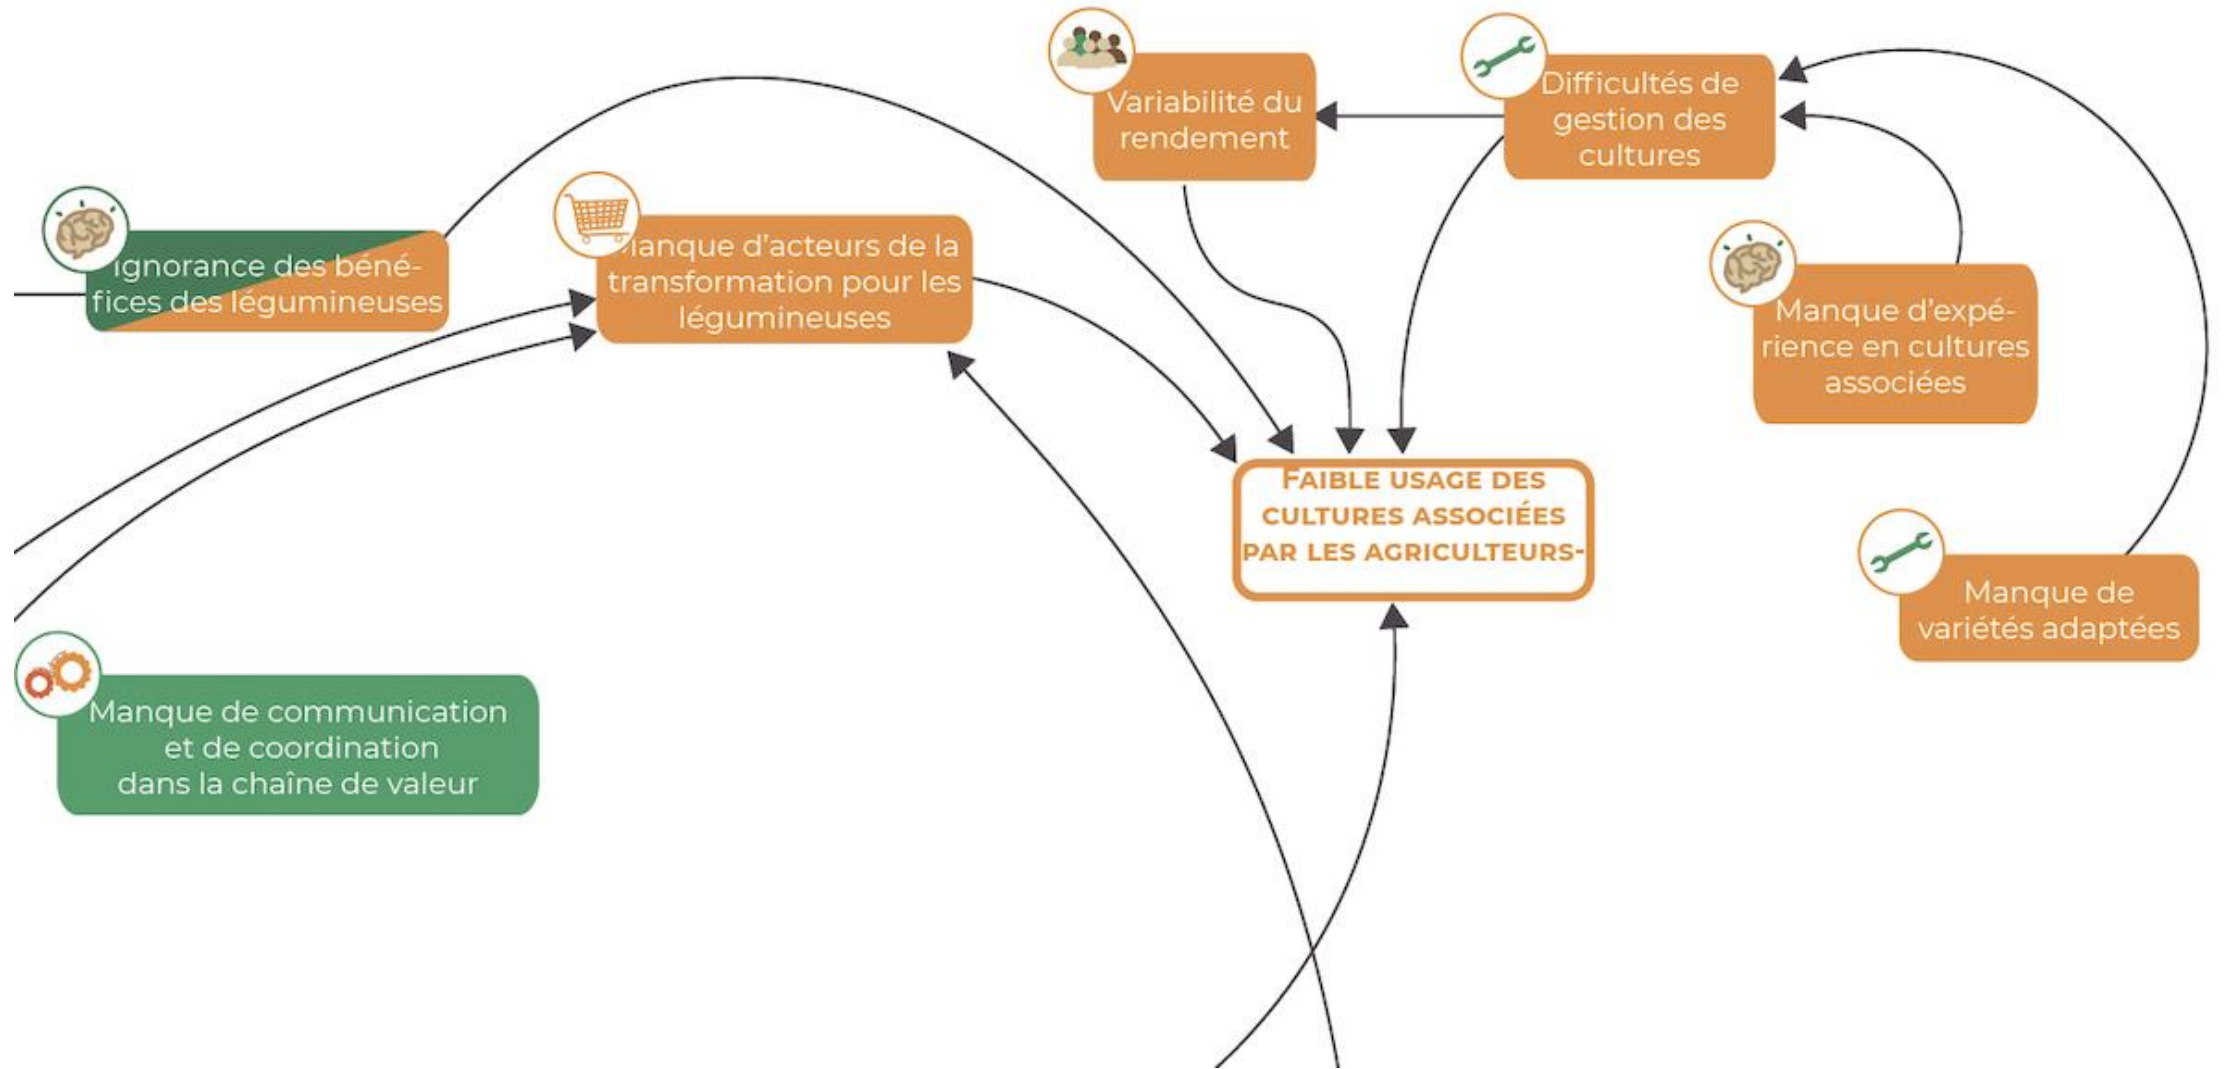 Variabilité du
rendement
Difficultés de
gestion des
cultures
Ignorance des béné-
fices des légumineuses
Manque d'acteurs de la
transformation pour les
légumineuses
Manque d'expé-
rience en cultures
associées
FAIBLE USAGE DES
CULTURES ASSOCIÉES
PAR LES AGRICULTEURS-
Manque de
variétés adaptées
Manque de communication
et de coordination
dans la chaîne de valeur